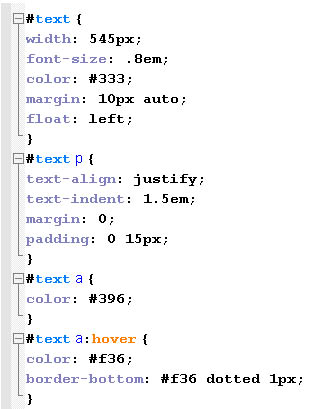 #text {
width: 545px;
font-size: .8em;
color: #333;
margin: 10px auto;
float: left;
}
#text p {
text-align: justify;
text-indent: 1.5em;
margin: 0;
padding: 0 15px;
}
#text a {
color: #396;
}
#text a:hover {
color: #f36;
border-bottom: #f36 dotted 1px;
}